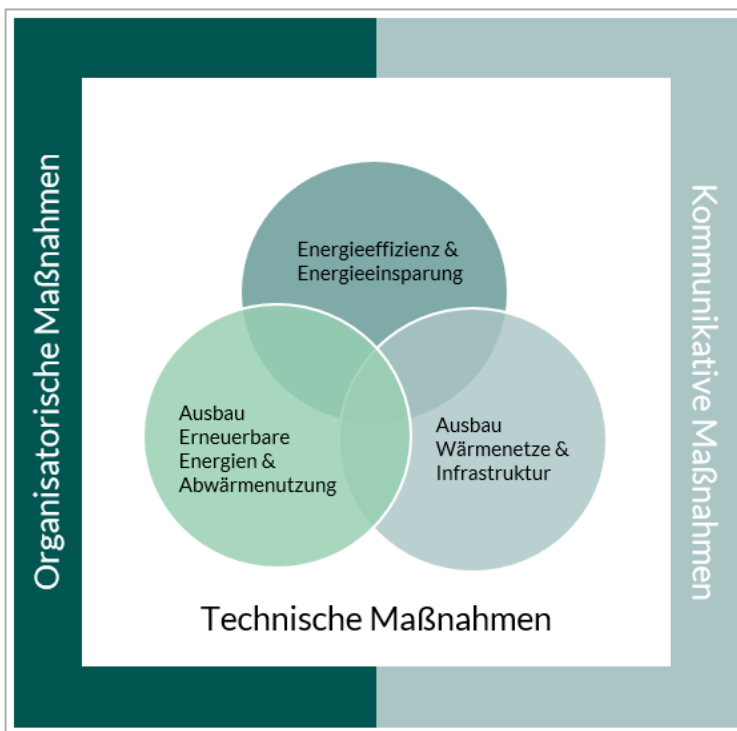 Organisatorische Maßnahmen
Kommunikative Maßnahmen
Energieeffizienz &
Energieeinsparung
Ausbau
Erneuerbare
Energien &
Abwärmenutzung
Ausbau
Wärmenetze &
Infrastruktur
Technische Maßnahmen